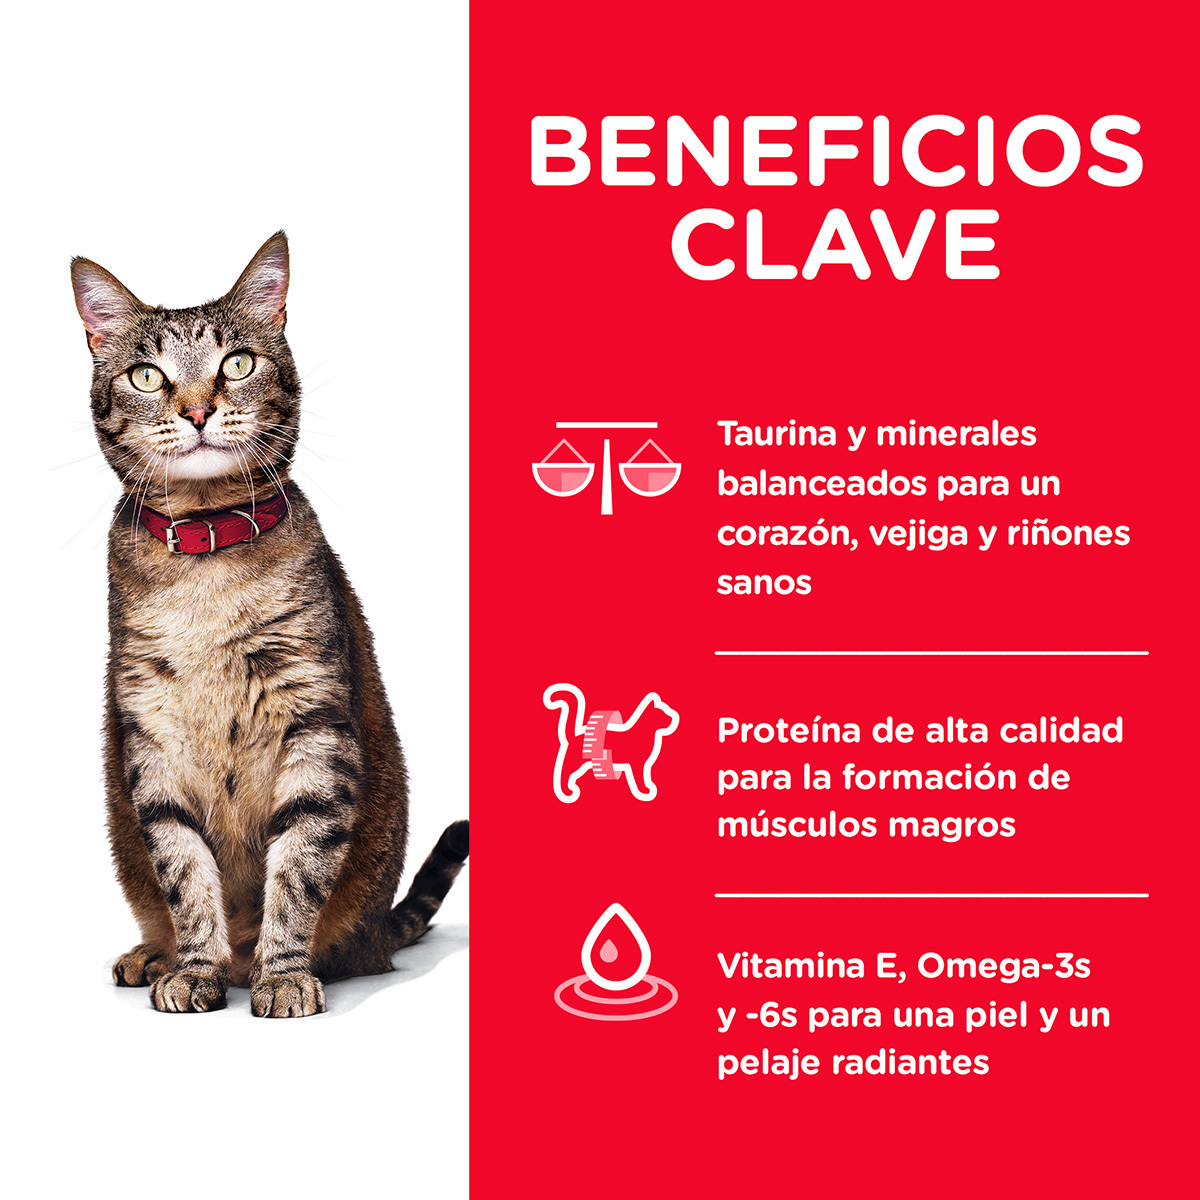 BENEFICIOS
CLAVE
Taurina y minerales
balanceados para un
corazón, vejiga y riñones
sanos
Proteína de alta calidad
para la formación de
músculos magros
Vitamina E, Omega-3s
y -6s para una piel y un
pelaje radiantes